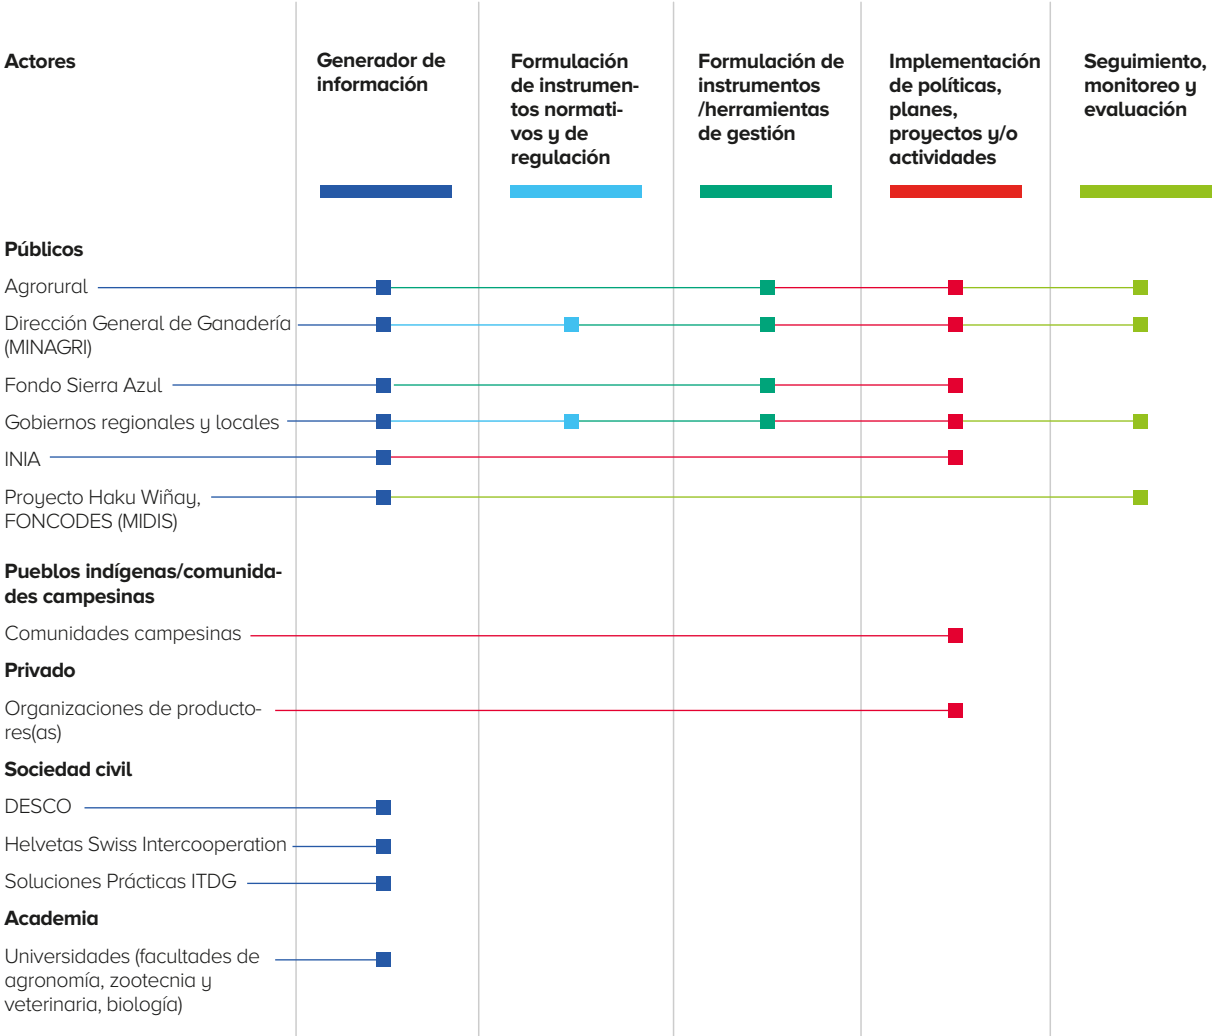 Actores
Generador de
información
Formulación
de instrumen-
tos normati-
vos y de
regulación
Formulación de
instrumentos
/herramientas
de gestión
Implementación
de políticas,
planes,
proyectos y/o
actividades
Seguimiento,
monitoreo y
evaluación
Públicos
Agrorural
Dirección General de Ganadería
(MINAGRI)
Fondo Sierra Azul
Gobiernos regionales y locales
INIA
Proyecto Haku Wiñay,
FONCODES (MIDIS)
Pueblos indígenas/comunida-
des campesinas
Comunidades campesinas
Privado
Organizaciones de producto-
res(as)
Sociedad civil
DESCO
Helvetas Swiss Intercooperation
Soluciones Prácticas ITDG
Academia
Universidades (facultades de
agronomía, zootecnia y
veterinaria, biología)